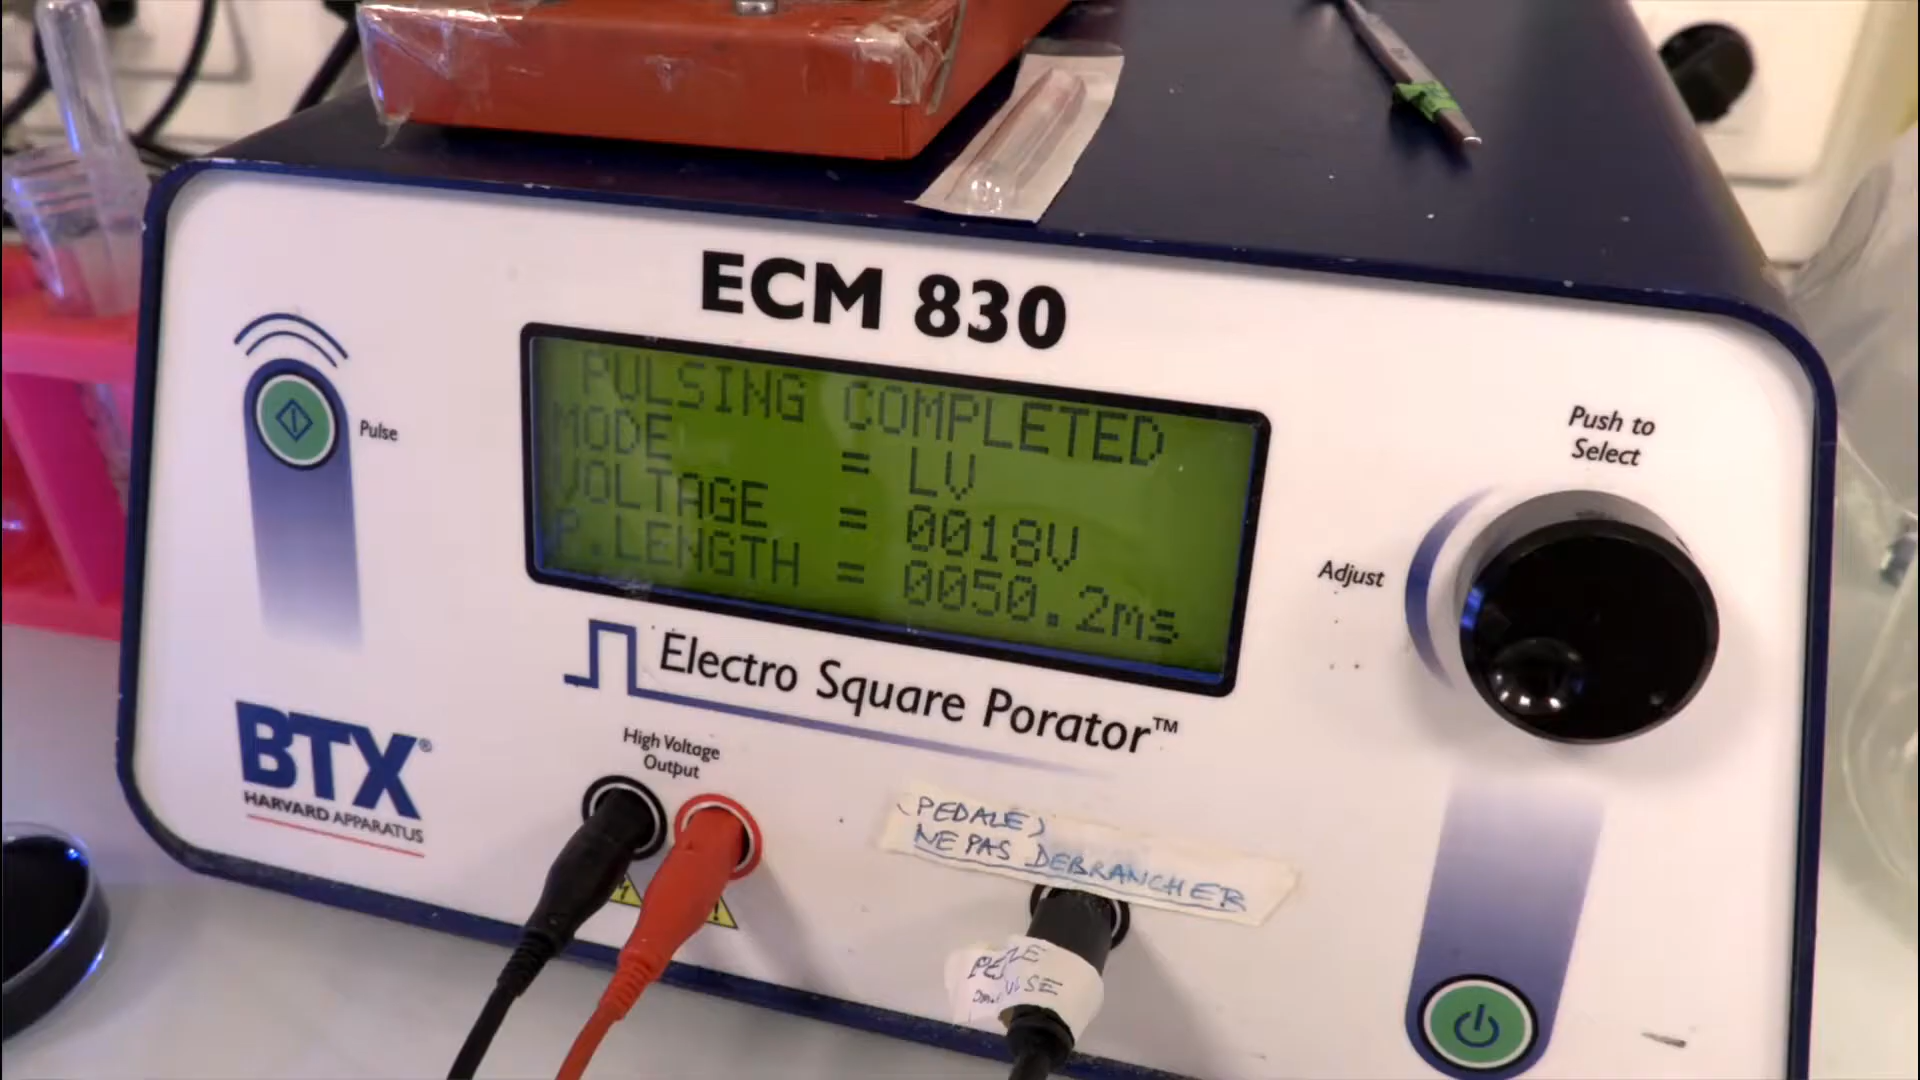 ECM 830
PULSING COMPLETED
MODE = LV
VOLTAGE = 0018V
P.LENGTH = 0050.2ms
Pulse
Push to
Select
Adjust
Electro Square Porator™
BTX®
HARVARD APPARATUS
High Voltage
Output
(PEDALE)
NE PAS DEBRANCHER